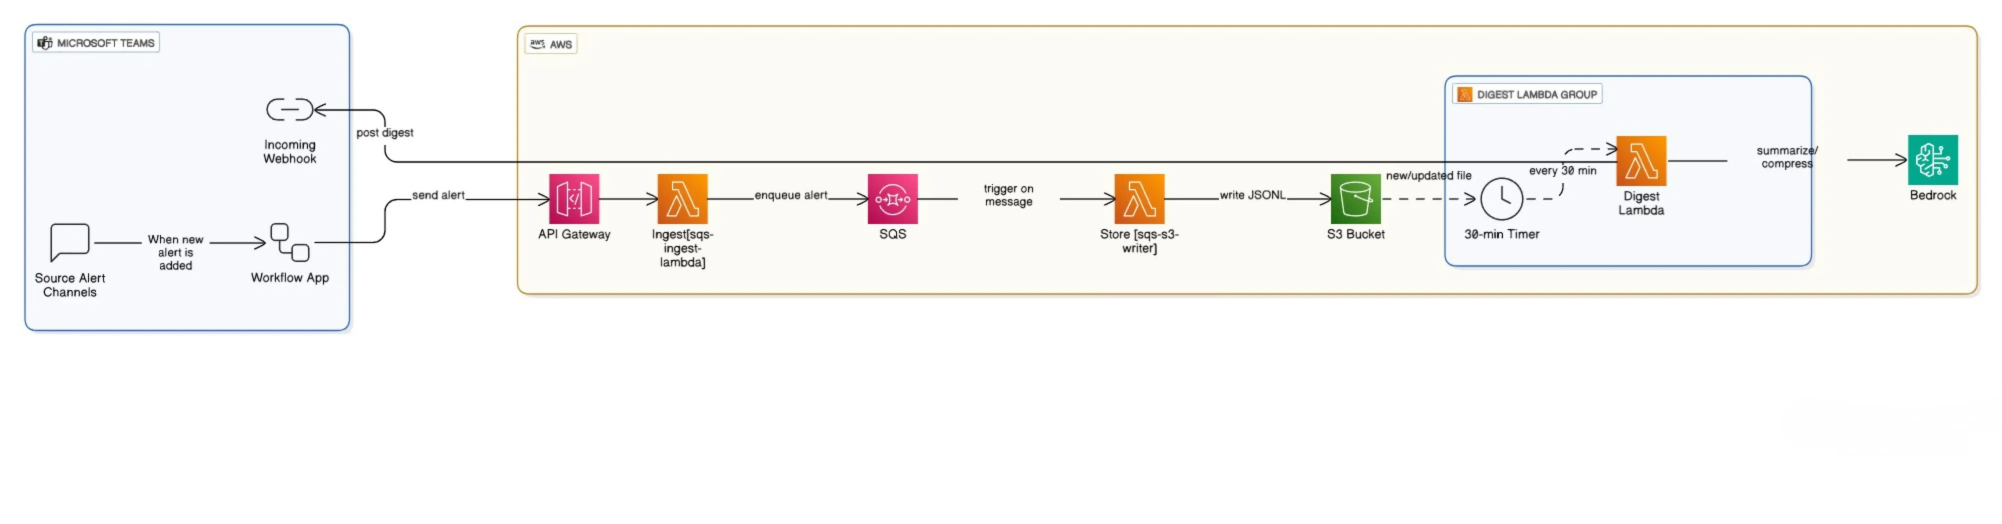 MICROSOFT TEAMS
aws
AWS
DIGEST LAMBDA GROUP
Incoming
Webhook
post digest
summarize/
compress
Bedrock
new/updated file
every 30 min
Digest
Lambda
send alert
enqueue alert
trigger on
message
write JSONL
API Gateway
Ingest[sqs-
ingest-
lambda]
SQS
Store [sqs-s3-
writer]
S3 Bucket
30-min Timer
When new
alert is
added
Source Alert
Channels
Workflow App